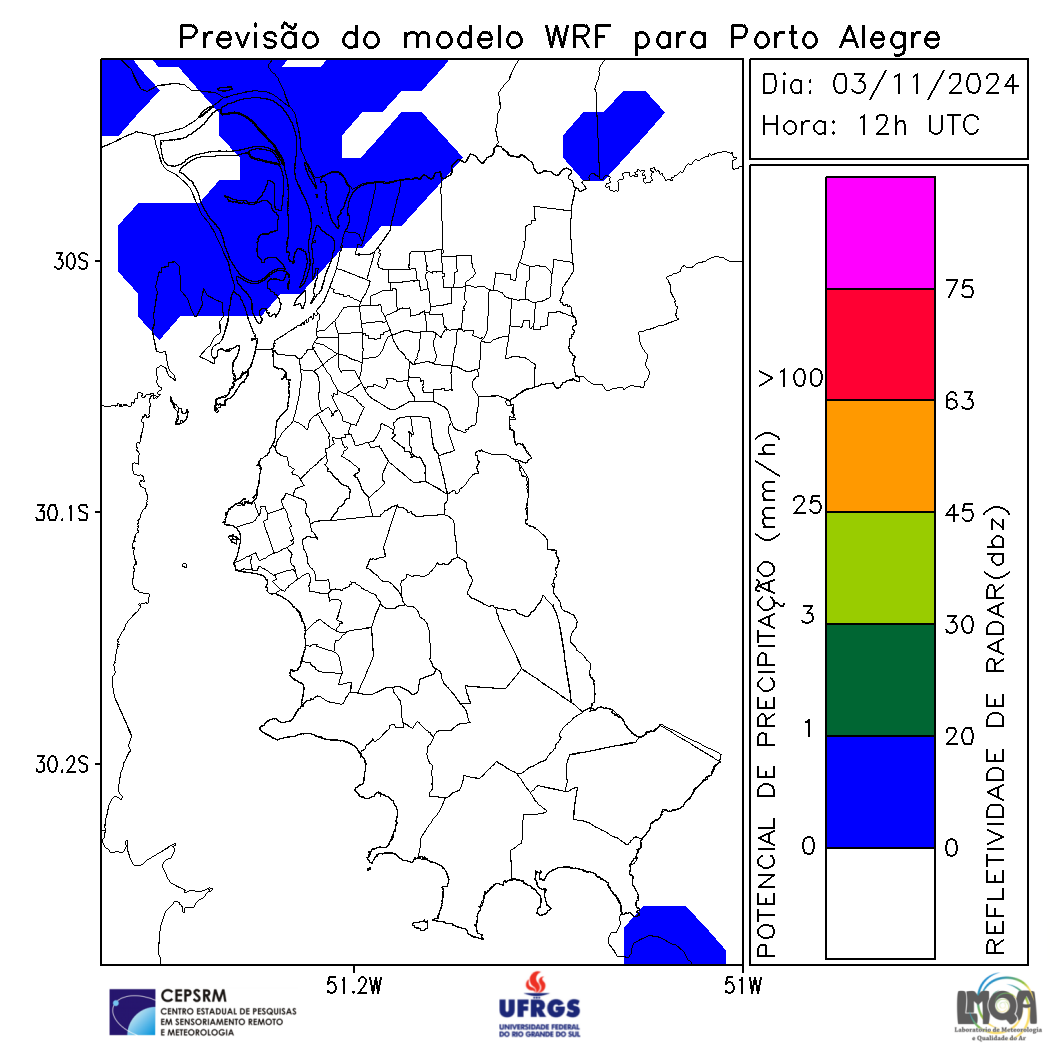 Previsão do modelo WRF para Porto Alegre
Dia: 03/11/2024
Hora: 12h UTC
30S
30.1S
30.2S
51.2W
51W
POTENCIAL DE PRECIPITAÇÃO (mm/h)
>100
25
3
1
0
75
63
45
30
20
0
REFLETIVIDADE DE RADAR(dbz)
CEPSRM
CENTRO ESTADUAL DE PESQUISAS
EM SENSORIAMENTO REMOTO
E METEOROLOGIA
UFRGS
UNIVERSIDADE FEDERAL
DO RIO GRANDE DO SUL
LMQA
Laboratório de Meteorologia
e Qualidade do Ar